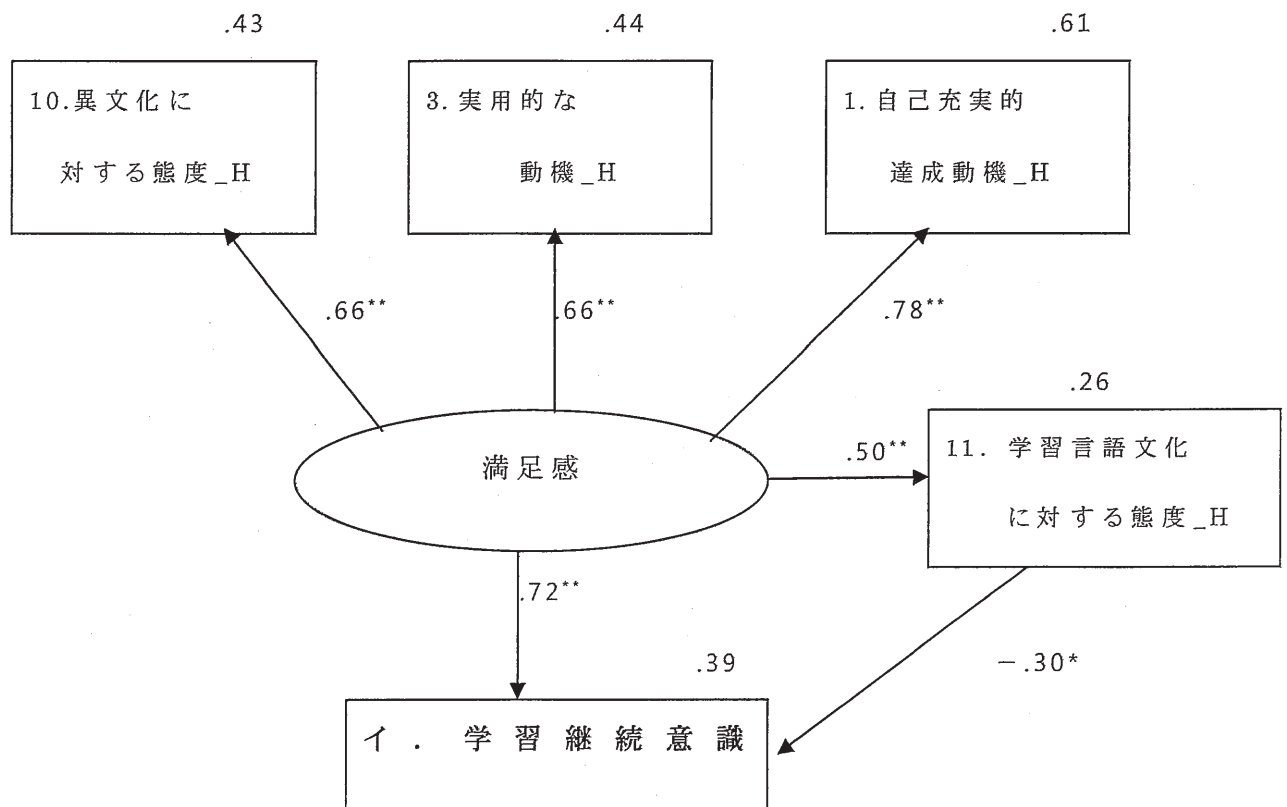 .43
.44
.61
10.異文化に
対する態度_H
3.実用的な
動機_H
1.自己充実的
達成動機_H
.66**
.66**
.78**
.26
満足感
.50**
11. 学習言語文化
に対する態度_H
.72**
.39
－.30*
イ．学習継続意識